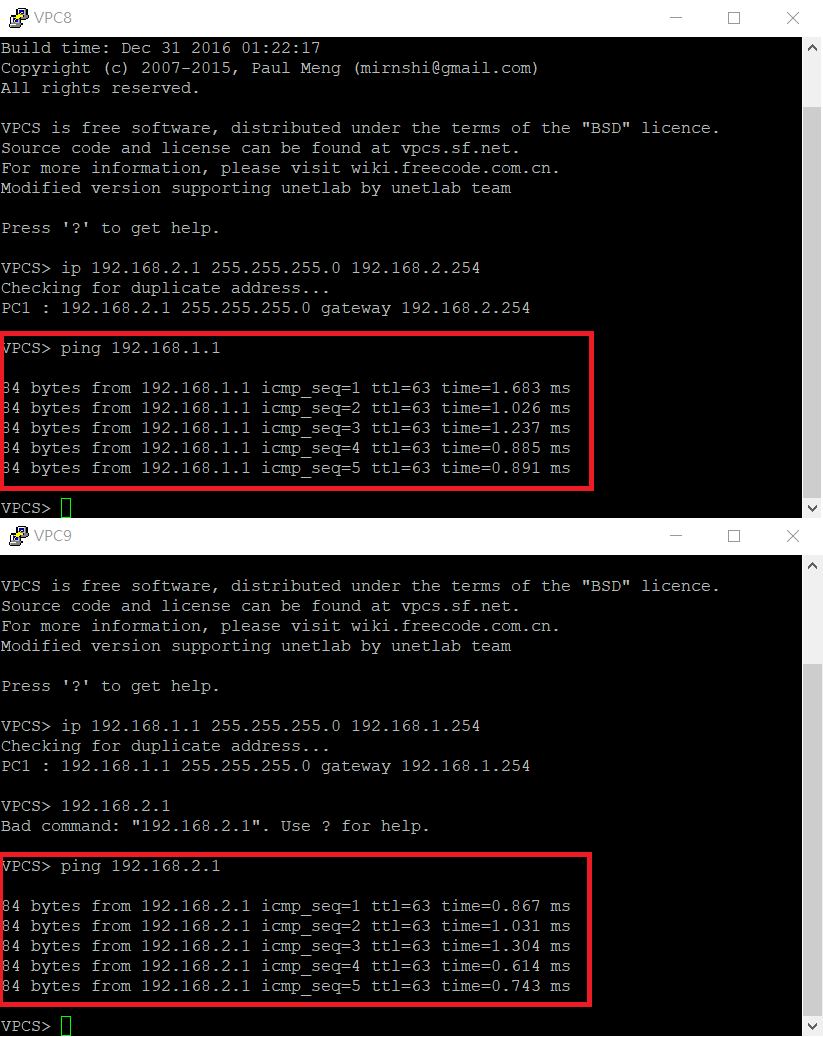 VPC8
Build time: Dec 31 2016 01:22:17
Copyright (c) 2007-2015, Paul Meng (mirnshi@gmail.com)
All rights reserved.
VPCS is free software, distributed under the terms of the "BSD" licence.
Source code and license can be found at vpcs.sf.net.
For more information, please visit wiki.freecode.com.cn.
Modified version supporting unetlab by unetlab team
Press '?' to get help.
VPCS> ip 192.168.2.1 255.255.255.0 192.168.2.254
Checking for duplicate address...
PC1 : 192.168.2.1 255.255.255.0 gateway 192.168.2.254
VPCS> ping 192.168.1.1
84 bytes from 192.168.1.1 icmp_seq=1 ttl=63 time=1.683 ms
84 bytes from 192.168.1.1 icmp_seq=2 ttl=63 time=1.026 ms
84 bytes from 192.168.1.1 icmp_seq=3 ttl=63 time=1.237 ms
84 bytes from 192.168.1.1 icmp_seq=4 ttl=63 time=0.885 ms
84 bytes from 192.168.1.1 icmp_seq=5 ttl=63 time=0.891 ms
VPCS>
VPC9
VPCS is free software, distributed under the terms of the "BSD" licence.
Source code and license can be found at vpcs.sf.net.
For more information, please visit wiki.freecode.com.cn.
Modified version supporting unetlab by unetlab team
Press '?' to get help.
VPCS> ip 192.168.1.1 255.255.255.0 192.168.1.254
Checking for duplicate address...
PC1 : 192.168.1.1 255.255.255.0 gateway 192.168.1.254
VPCS> 192.168.2.1
Bad command: "192.168.2.1". Use ? for help.
VPCS> ping 192.168.2.1
84 bytes from 192.168.2.1 icmp_seq=1 ttl=63 time=0.867 ms
84 bytes from 192.168.2.1 icmp_seq=2 ttl=63 time=1.031 ms
84 bytes from 192.168.2.1 icmp_seq=3 ttl=63 time=1.304 ms
84 bytes from 192.168.2.1 icmp_seq=4 ttl=63 time=0.614 ms
84 bytes from 192.168.2.1 icmp_seq=5 ttl=63 time=0.743 ms
VPCS>